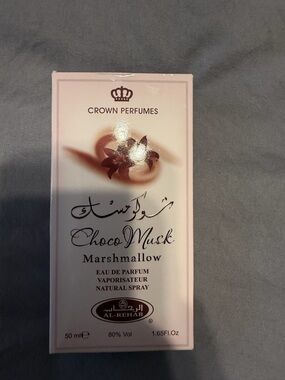 CROWN PERFUMES
شوكو مسك
Choco Musk
Marshmallow
EAU DE PARFUM
VAPORISATEUR
NATURAL SPRAY
الرحاب
AL-REHAB
®
50 ml℮ 80% Vol 1.65Fl.Oz